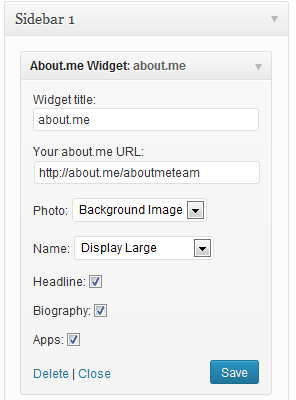 Sidebar 1
About.me Widget: about.me
Widget title:
about.me
Your about.me URL:
http://about.me/aboutmeteam
Photo: Background Image
Name: Display Large
Headline:
Biography:
Apps:
Delete | Close Save